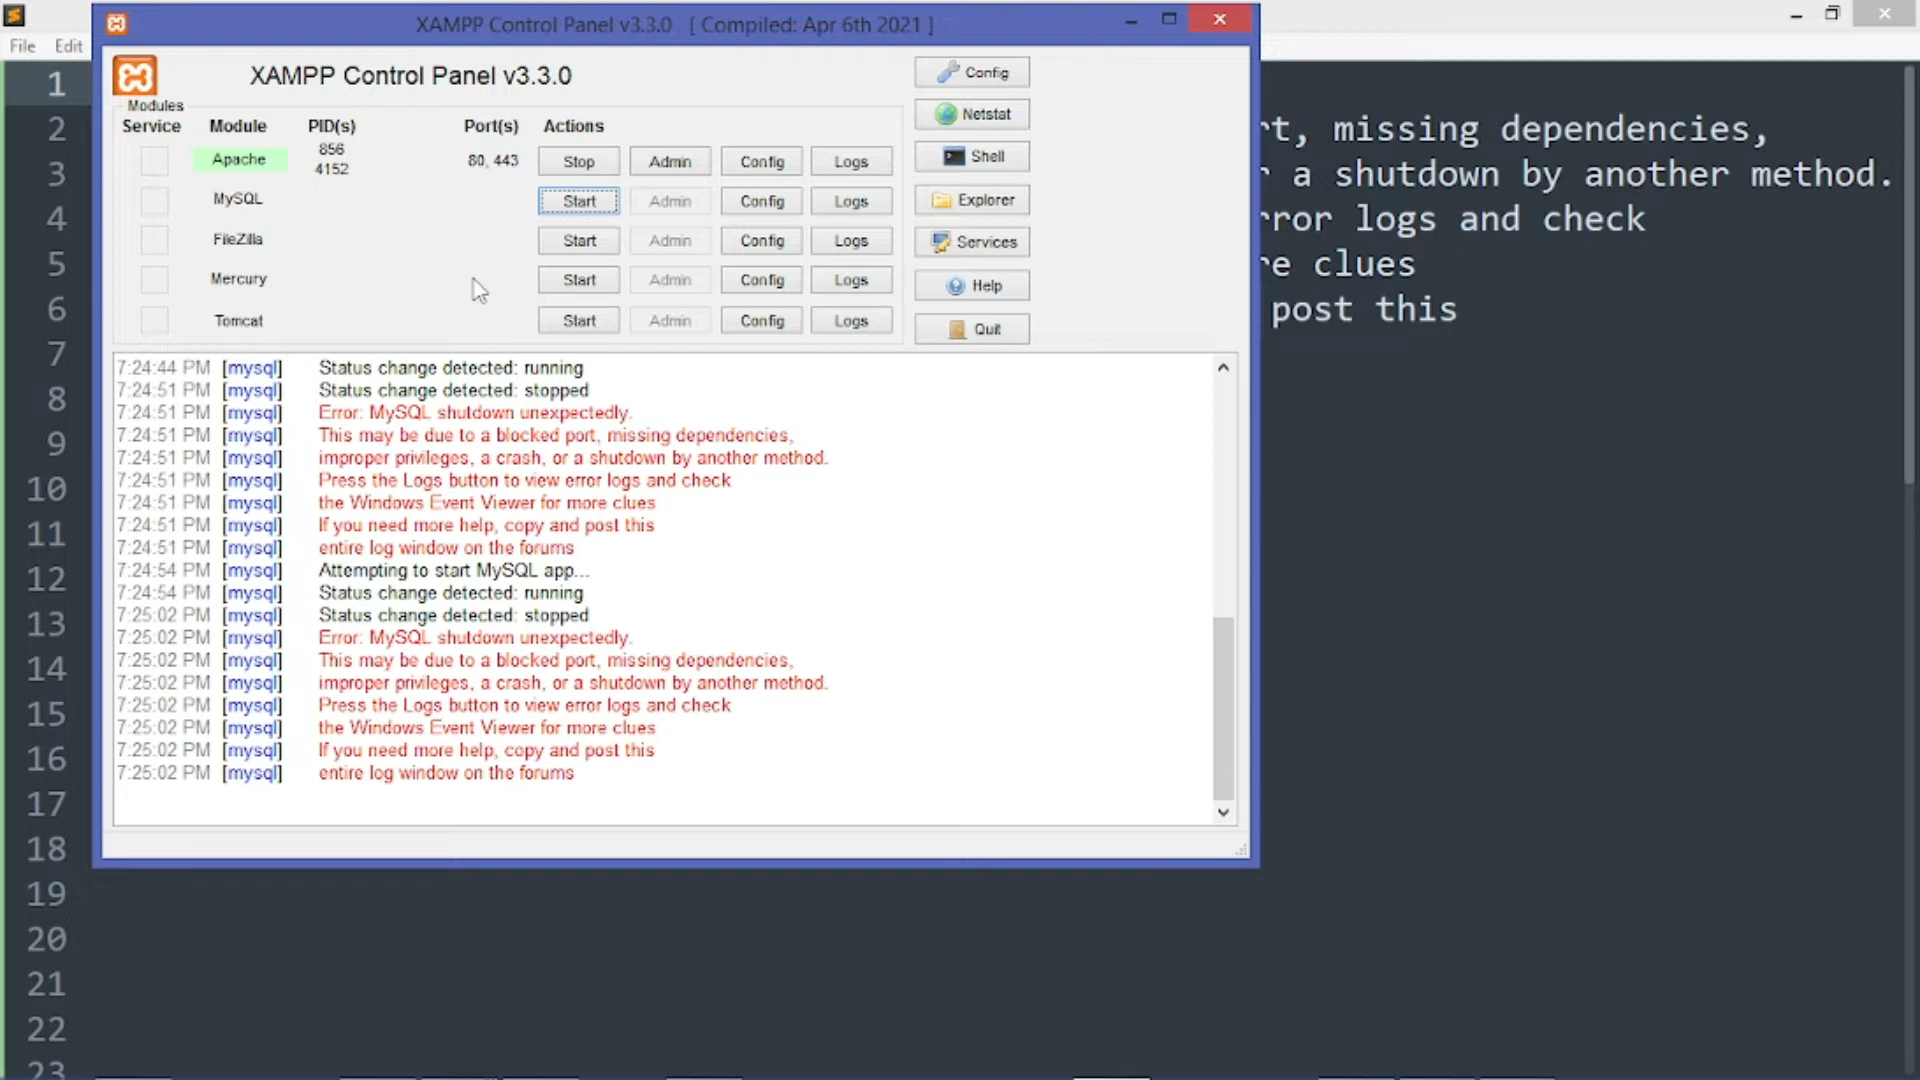 XAMPP Control Panel v3.3.0 [ Compiled: Apr 6th 2021 ]
File Edit
XAMPP Control Panel v3.3.0
Config
Modules
Service Module PID(s) Port(s) Actions
Netstat
Apache 856 4152 80, 443 Stop Admin Config Logs
Shell
MySQL Start Admin Config Logs
Explorer
FileZilla Start Admin Config Logs
Services
Mercury Start Admin Config Logs
Help
Tomcat Start Admin Config Logs
Quit
7:24:44 PM [mysql] Status change detected: running
7:24:51 PM [mysql] Status change detected: stopped
7:24:51 PM [mysql] Error: MySQL shutdown unexpectedly.
7:24:51 PM [mysql] This may be due to a blocked port, missing dependencies,
7:24:51 PM [mysql] improper privileges, a crash, or a shutdown by another method.
7:24:51 PM [mysql] Press the Logs button to view error logs and check
7:24:51 PM [mysql] the Windows Event Viewer for more clues
7:24:51 PM [mysql] If you need more help, copy and post this
7:24:51 PM [mysql] entire log window on the forums
7:24:54 PM [mysql] Attempting to start MySQL app...
7:24:54 PM [mysql] Status change detected: running
7:25:02 PM [mysql] Status change detected: stopped
7:25:02 PM [mysql] Error: MySQL shutdown unexpectedly.
7:25:02 PM [mysql] This may be due to a blocked port, missing dependencies,
7:25:02 PM [mysql] improper privileges, a crash, or a shutdown by another method.
7:25:02 PM [mysql] Press the Logs button to view error logs and check
7:25:02 PM [mysql] the Windows Event Viewer for more clues
7:25:02 PM [mysql] If you need more help, copy and post this
7:25:02 PM [mysql] entire log window on the forums
1
2 rt, missing dependencies,
3 r a shutdown by another method.
4 rror logs and check
5 re clues
6 post this
7
8
9
10
11
12
13
14
15
16
17
18
19
20
21
22
23